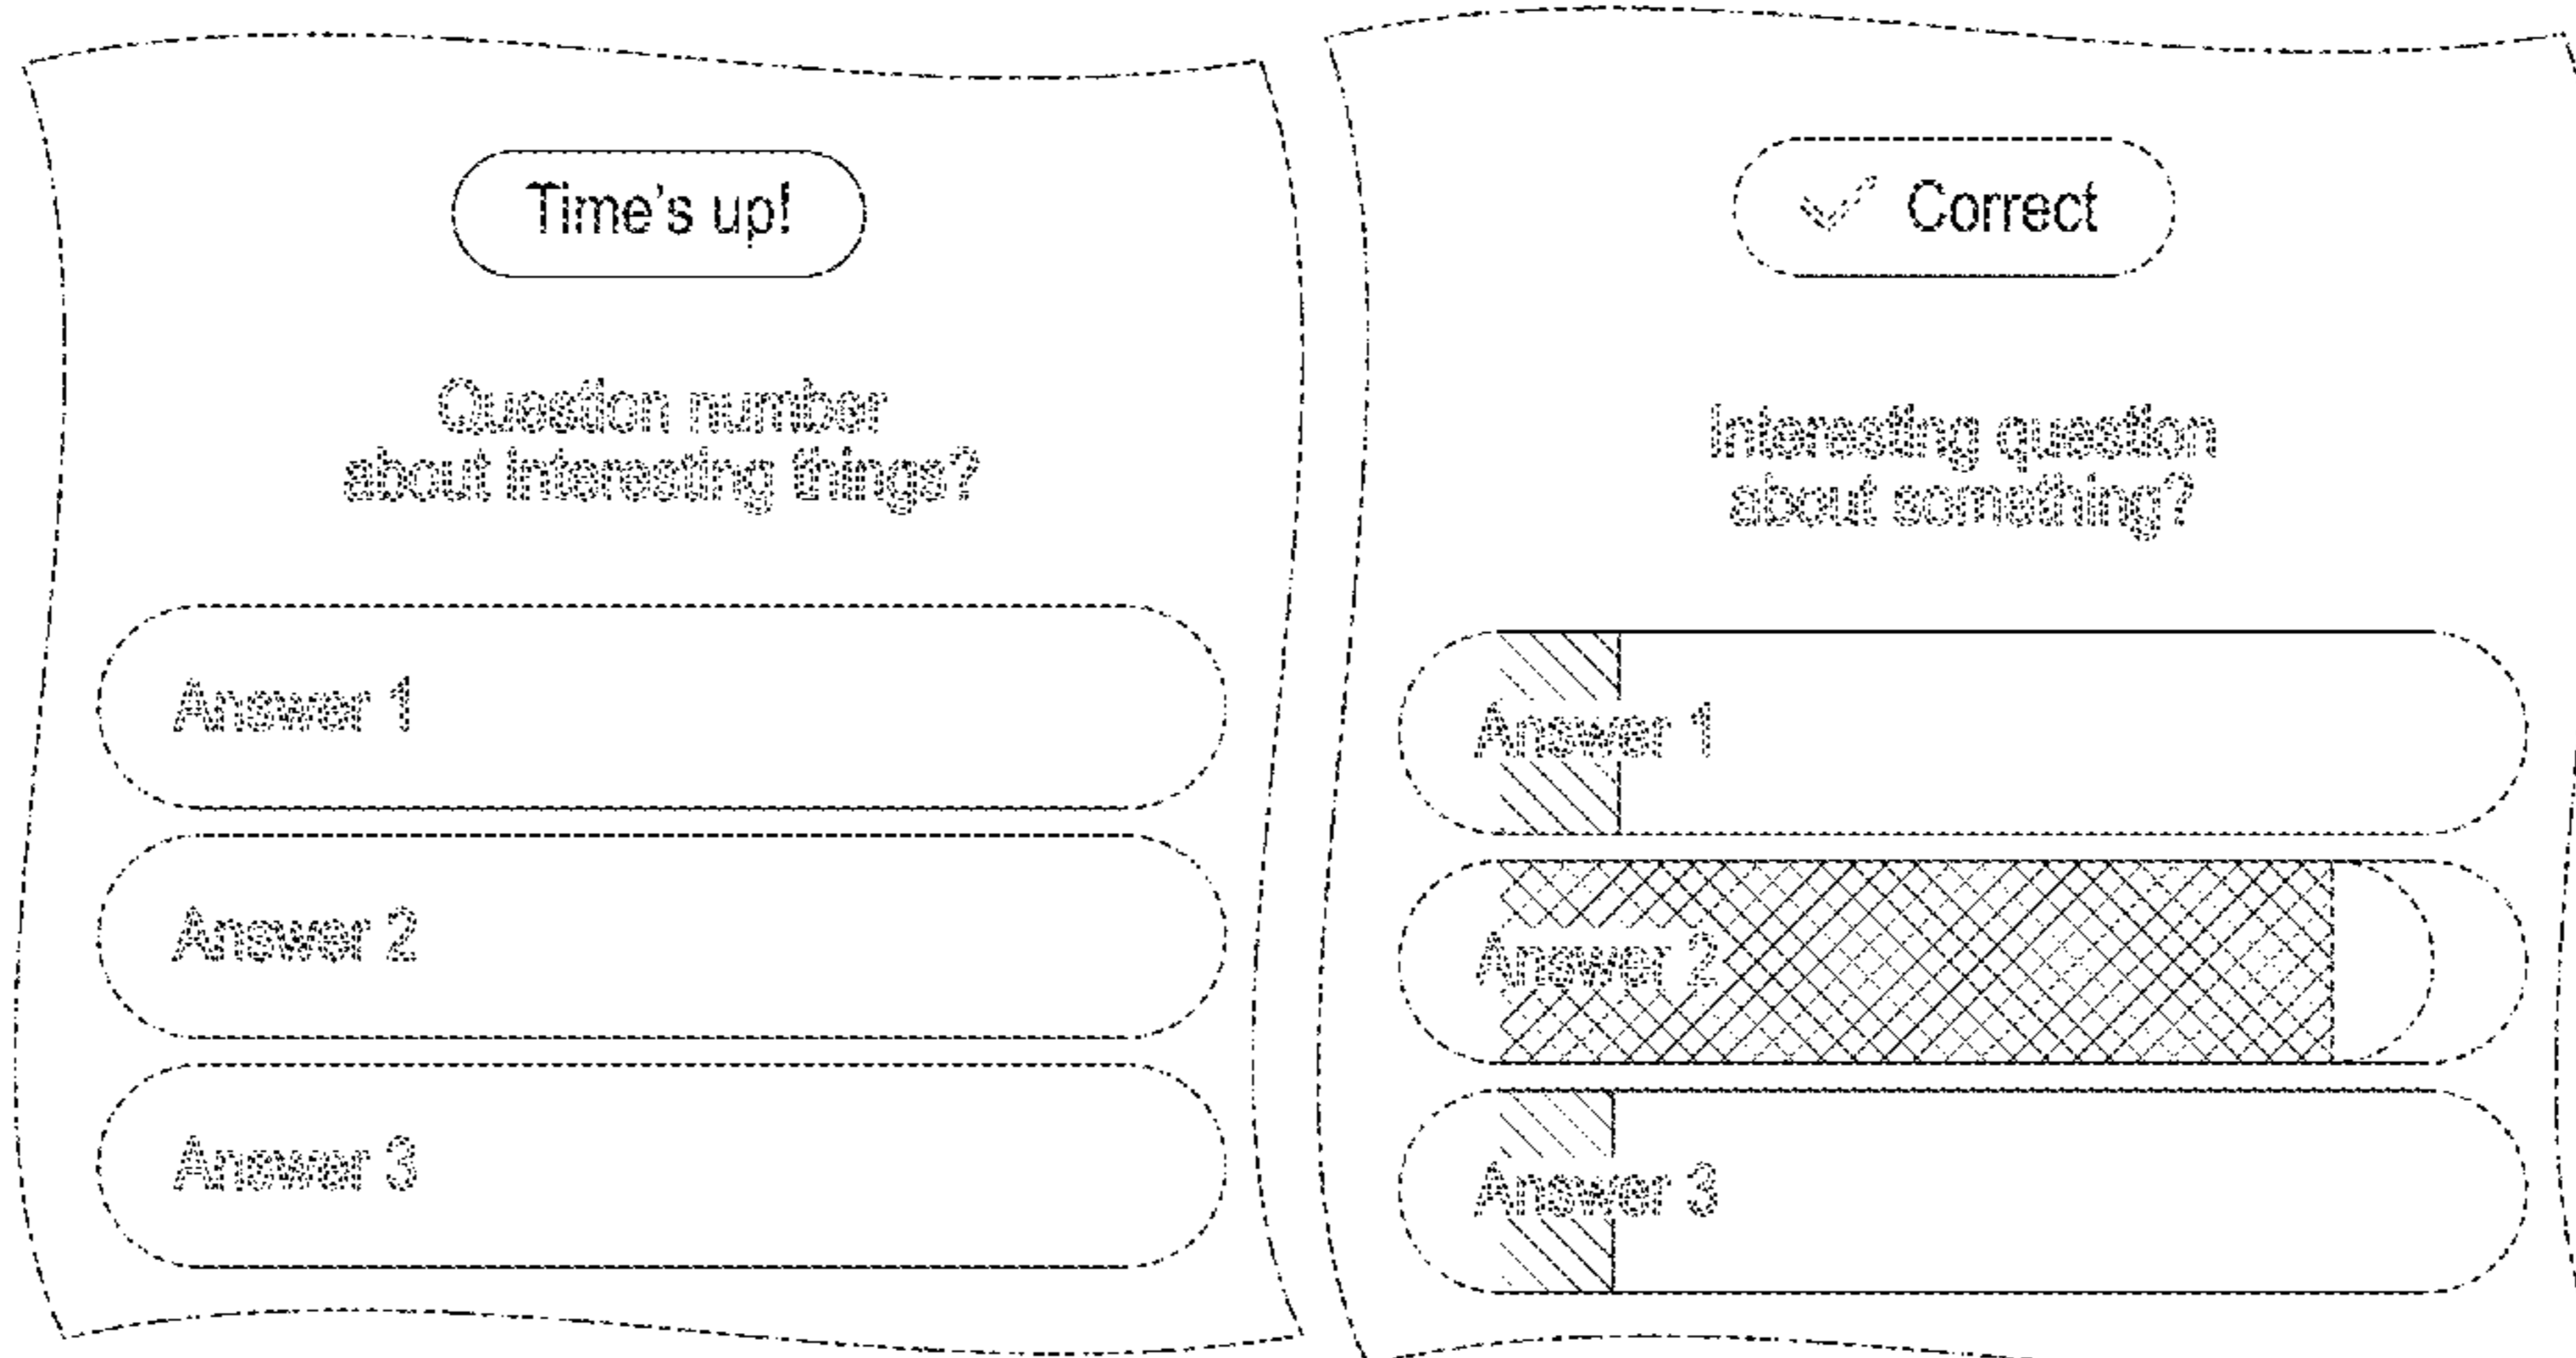 Time's up!
Question number
about interesting things?
Answer 1
Answer 2
Answer 3
Correct
Interesting question
about something?
Answer 1
Answer 2
Answer 3